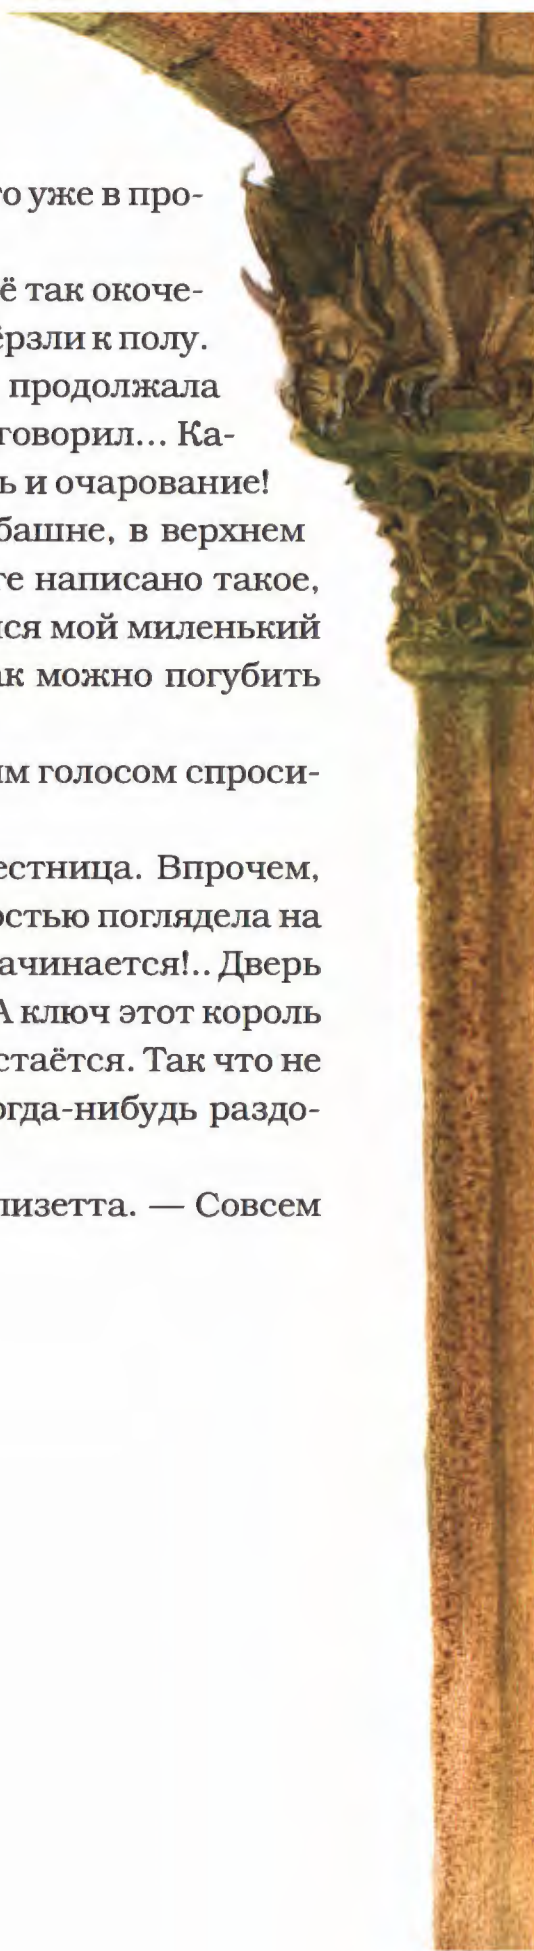 о уже в про-
ё так окоче-
ёрзли к полу.
продолжала
говорил... Ка-
ь и очарование!
башне, в верхнем
те написано такое,
ся мой миленький
ак можно погубить
м голосом спроси-
естница. Впрочем,
остью поглядела на
ачинается!.. Дверь
А ключ этот король
стаётся. Так что не
огда-нибудь раздо-
лизетта. — Совсем